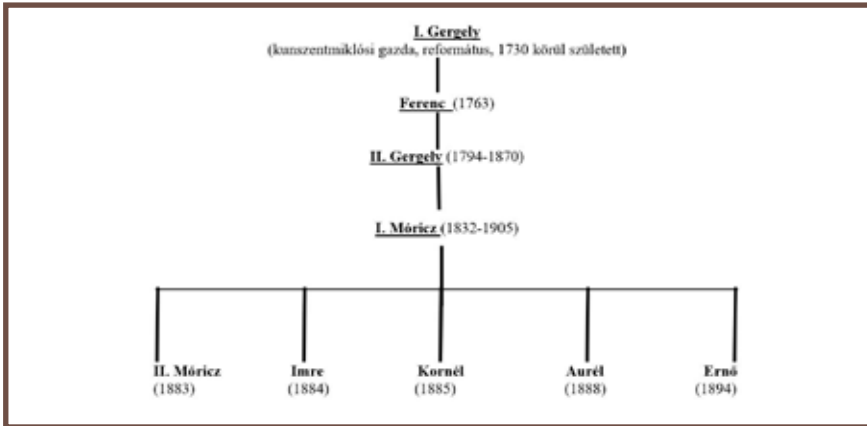 I. Gergely
(kunszentmiklósi gazda, református, 1730 körül született)
Ferenc (1763)
II. Gergely (1794-1870)
I. Móricz (1832-1905)
II. Móricz Imre Kornél Aurél Ernő
(1883) (1884) (1885) (1888) (1894)